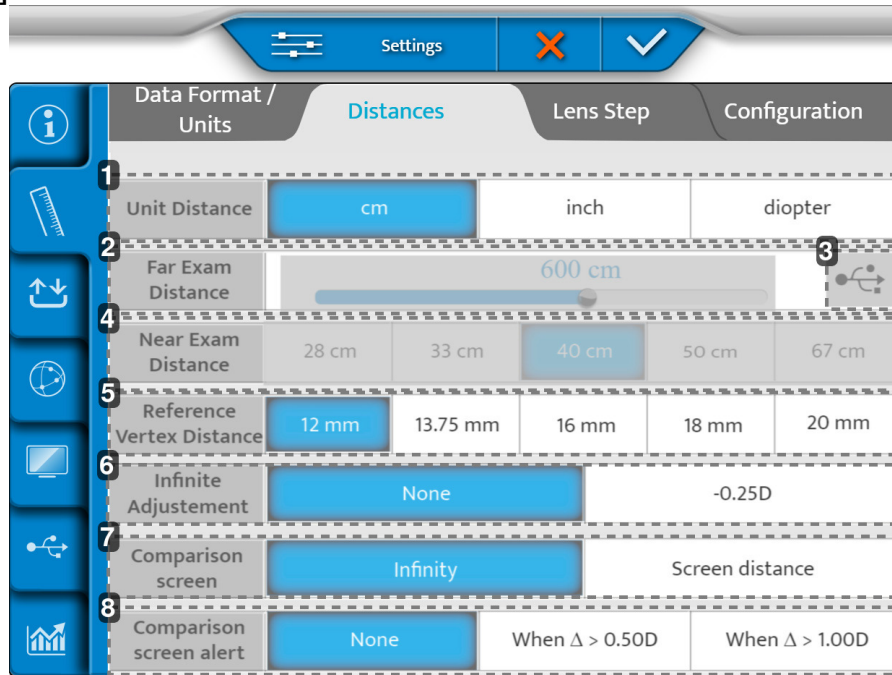 Settings
Data Format /
Units
Distances
Lens Step
Configuration
1
Unit Distance
cm
inch
diopter
2
Far Exam
Distance
600 cm
3
4
Near Exam
Distance
28 cm
33 cm
40 cm
50 cm
67 cm
5
Reference
Vertex Distance
12 mm
13.75 mm
16 mm
18 mm
20 mm
6
Infinite
Adjustement
None
-0.25D
7
Comparison
screen
Infinity
Screen distance
8
Comparison
screen alert
None
When Δ > 0.50D
When Δ > 1.00D